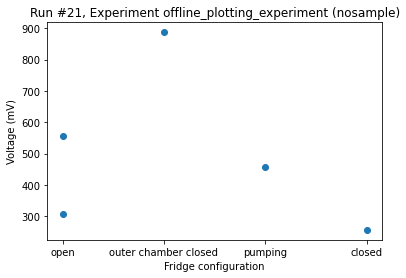 Run #21, Experiment offline_plotting_experiment (nosample)
900
800
700
600
500
400
300
Voltage (mV)
open outer chamber closed pumping closed
Fridge configuration